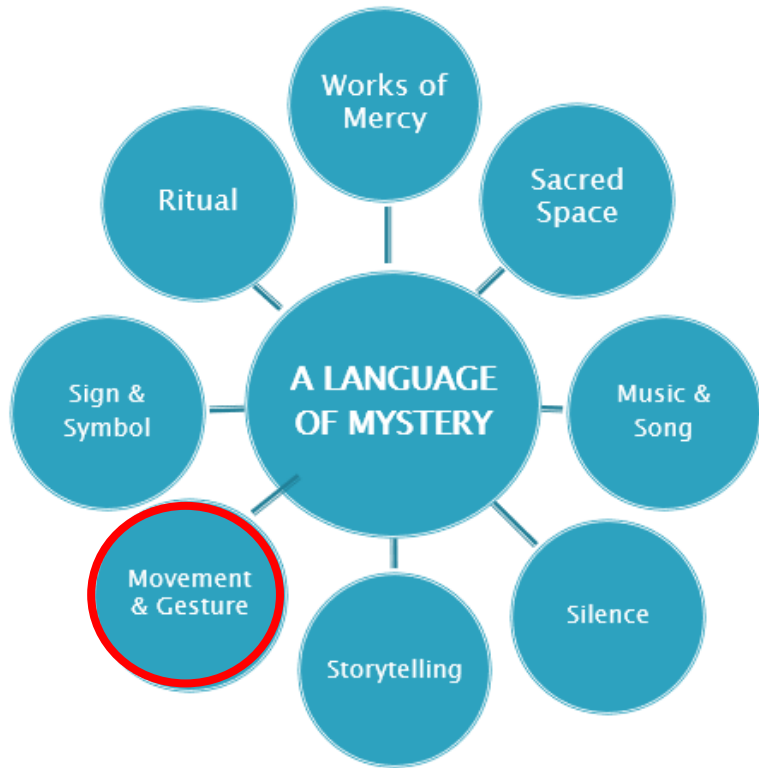 Works of
Mercy
Sacred
Space
Ritual
A LANGUAGE
OF MYSTERY
Sign &
Symbol
Music &
Song
Movement
& Gesture
Silence
Storytelling